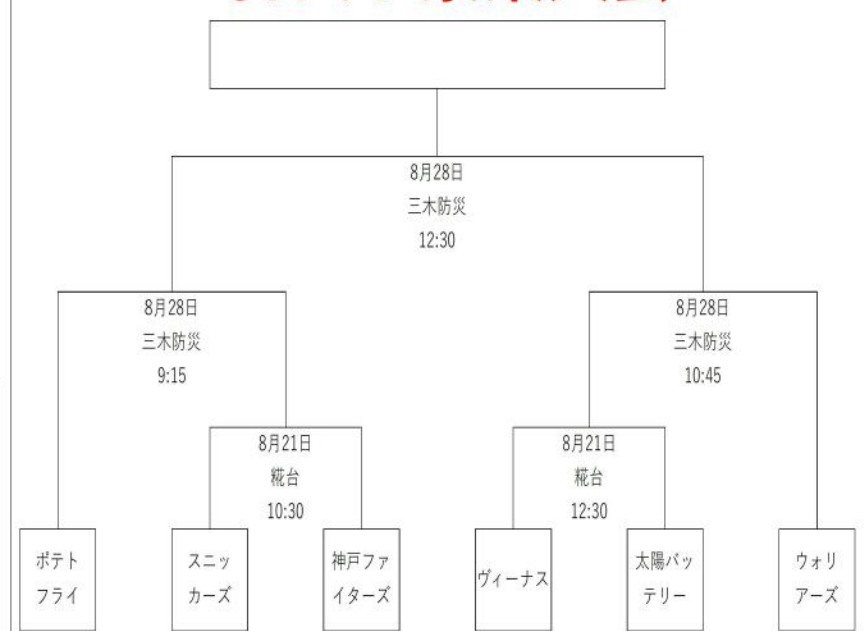 8月28日
三木防災
12:30
8月28日
三木防災
9:15
8月28日
三木防災
10:45
8月21日
糀台
10:30
8月21日
糀台
12:30
ポテト
フライ
スニッ
カーズ
神戸ファ
イターズ
ヴィーナス
太陽バッ
テリー
ウォリ
アーズ